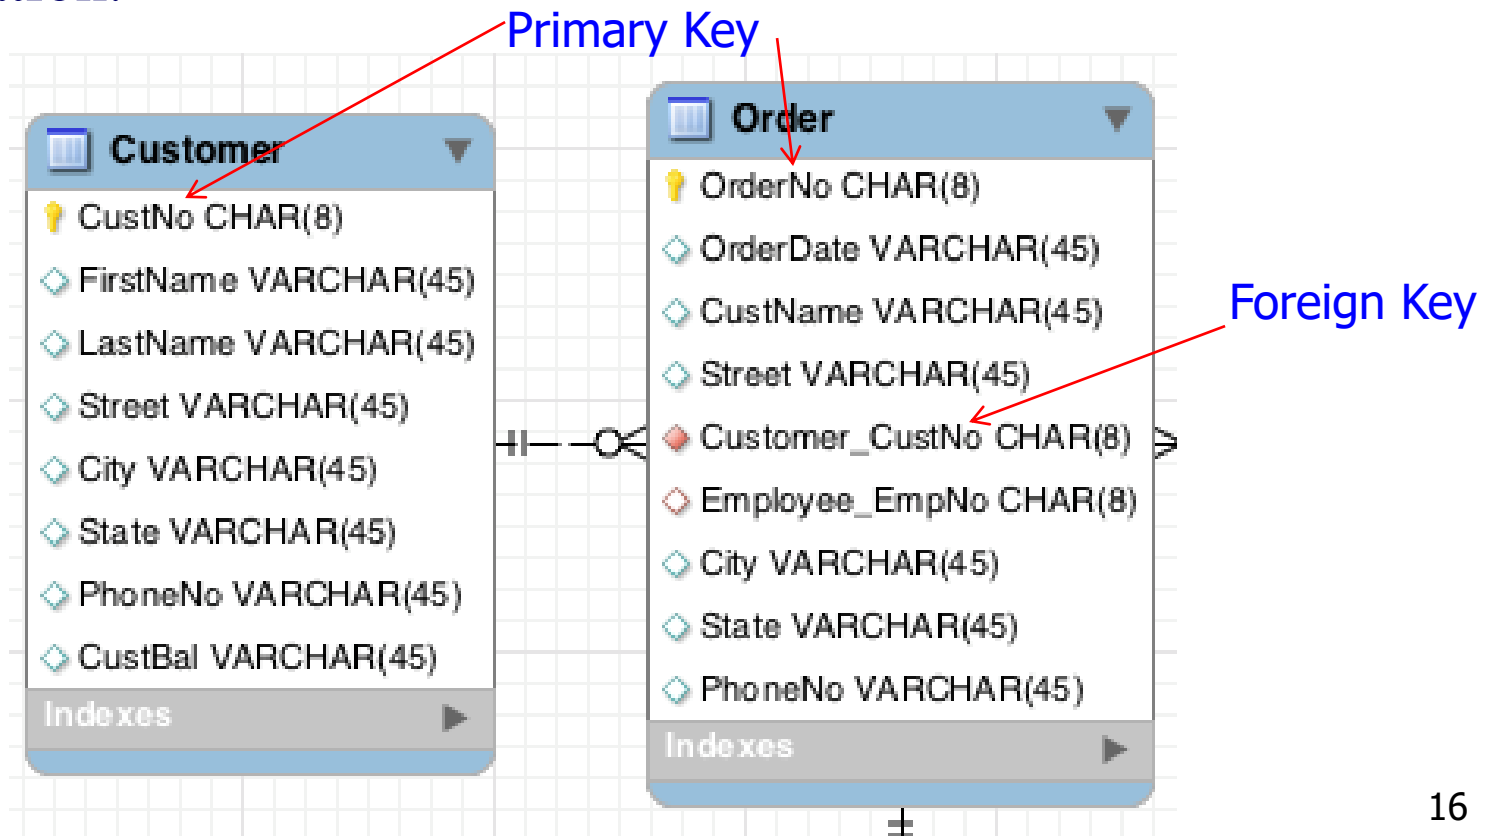 Primary Key
Customer
CustNo CHAR(8)
FirstName VARCHAR(45)
LastName VARCHAR(45)
Street VARCHAR(45)
City VARCHAR(45)
State VARCHAR(45)
PhoneNo VARCHAR(45)
CustBal VARCHAR(45)
Indexes
Order
OrderNo CHAR(8)
OrderDate VARCHAR(45)
CustName VARCHAR(45)
Street VARCHAR(45)
Customer_CustNo CHAR(8)
Employee_EmpNo CHAR(8)
City VARCHAR(45)
State VARCHAR(45)
PhoneNo VARCHAR(45)
Indexes
Foreign Key
16